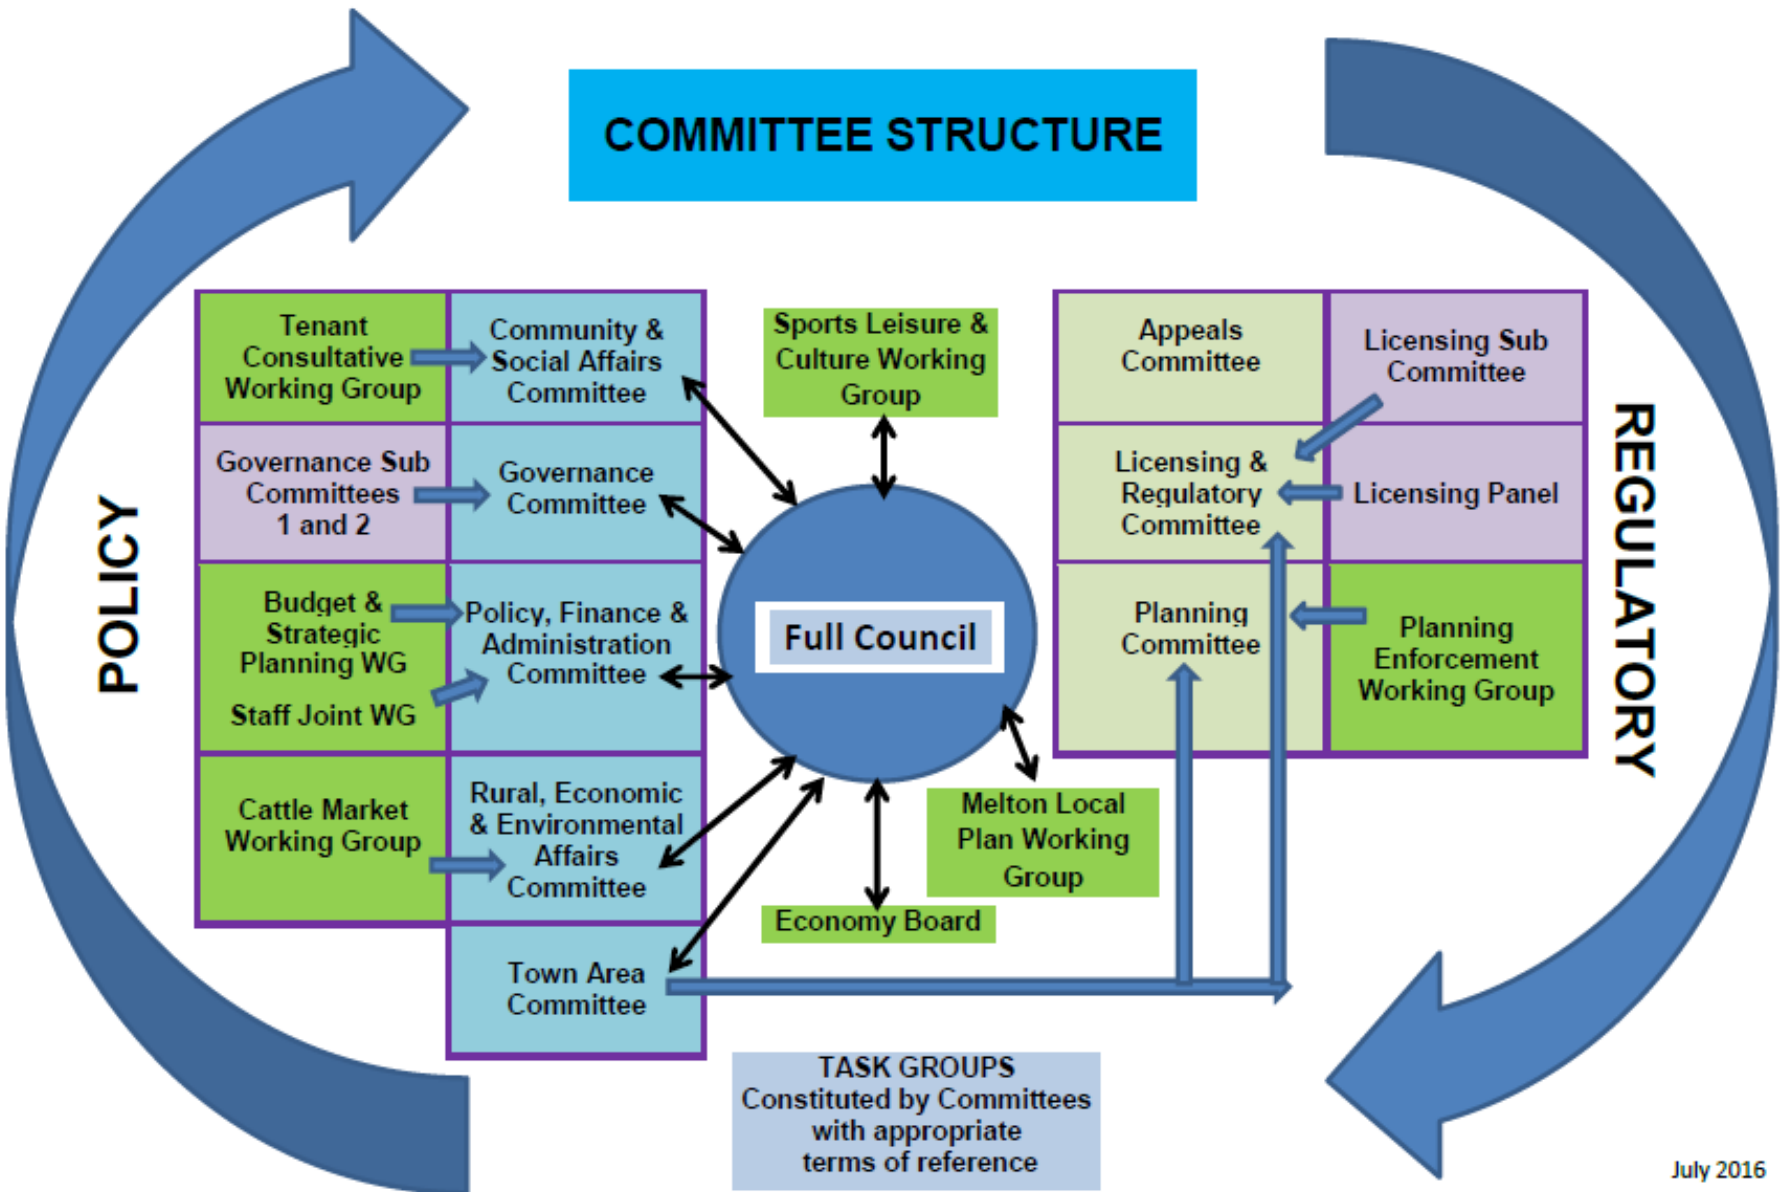 COMMITTEE STRUCTURE
POLICY
Tenant
Consultative
Working Group
Community &
Social Affairs
Committee
Governance Sub
Committees
1 and 2
Governance
Committee
Budget &
Strategic
Planning WG
Staff Joint WG
Policy, Finance &
Administration
Committee
Cattle Market
Working Group
Rural, Economic
& Environmental
Affairs
Committee
Town Area
Committee
Sports Leisure &
Culture Working
Group
Full Council
Melton Local
Plan Working
Group
Economy Board
Appeals
Committee
Licensing Sub
Committee
Licensing &
Regulatory
Committee
Licensing Panel
Planning
Committee
Planning
Enforcement
Working Group
REGULATORY
TASK GROUPS
Constituted by Committees
with appropriate
terms of reference
July 2016